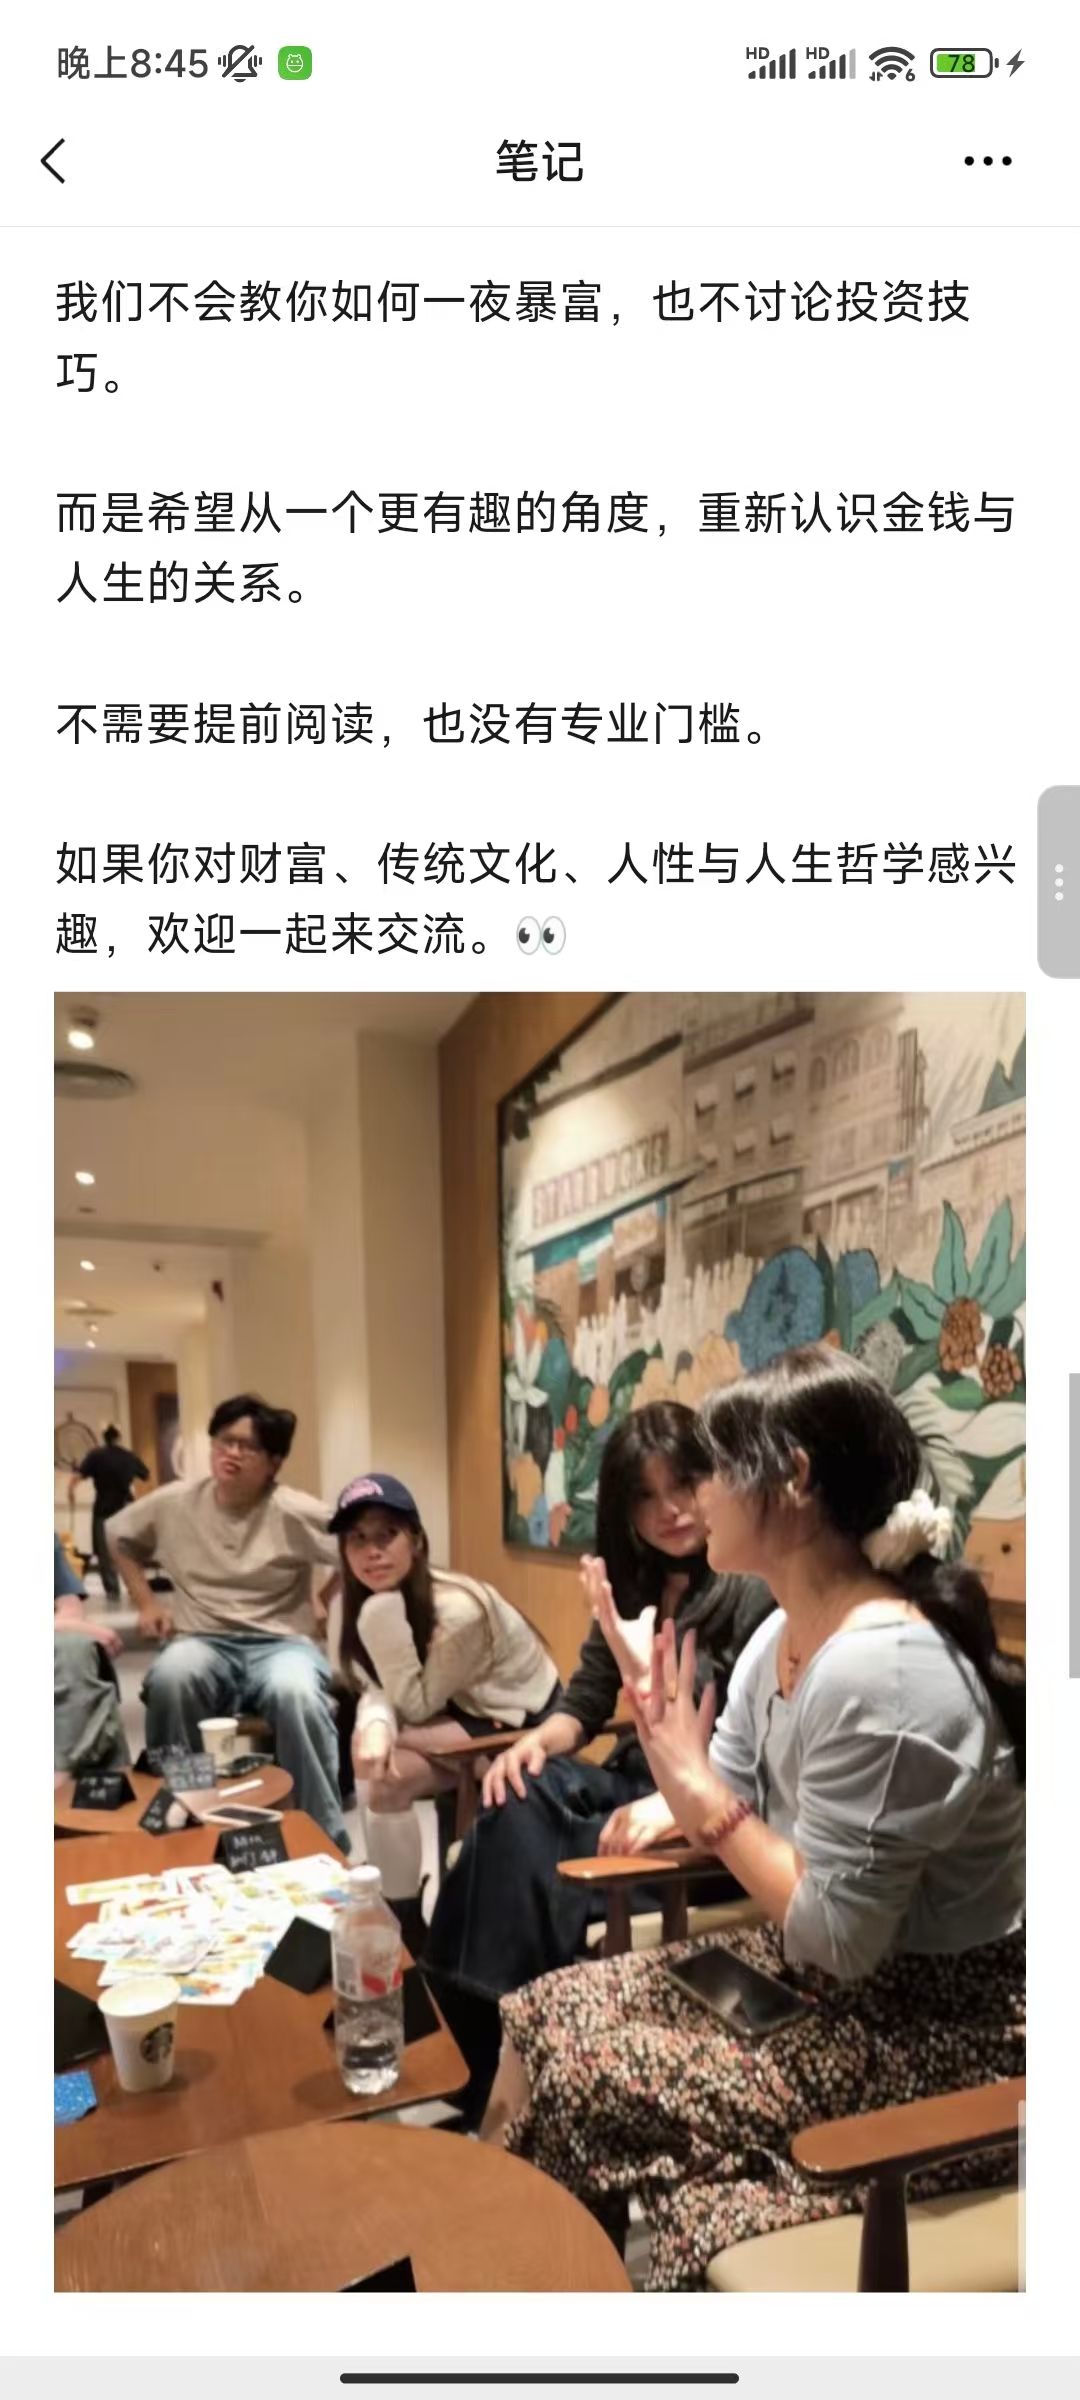 晚上8:45
HD HD 6 78
笔记
我们不会教你如何一夜暴富，也不讨论投资技
巧。
而是希望从一个更有趣的角度，重新认识金钱与
人生的关系。
不需要提前阅读，也没有专业门槛。
如果你对财富、传统文化、人性与人生哲学感兴
趣，欢迎一起来交流。👀